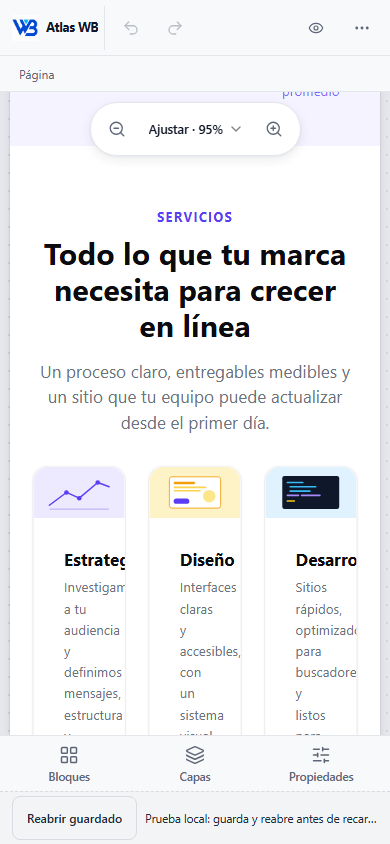 WB Atlas WB
Página
promedio
Ajustar · 95%
SERVICIOS
Todo lo que tu marca
necesita para crecer
en línea
Un proceso claro, entregables medibles y
un sitio que tu equipo puede actualizar
desde el primer día.
Estrateg
Investigam
a tu
audiencia
y
definimos
mensajes,
estructura
Diseño
Interfaces
claras
y
accesibles,
con
un
sistema
visual
Desarro
Sitios
rápidos,
optimizado
para
buscadore
y
listos
para
Bloques
Capas
Propiedades
Reabrir guardado
Prueba local: guarda y reabre antes de recar...